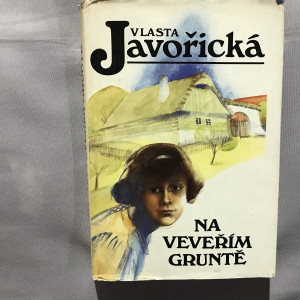 VLASTA
Javořická
NA
VEVEŘÍM
GRUNTĚ